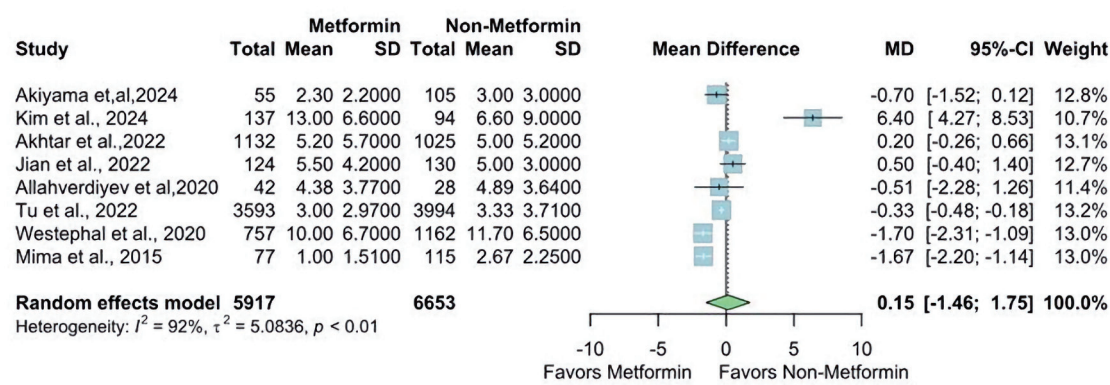 Metformin Non-Metformin
Study Total Mean SD Total Mean SD Mean Difference MD 95%-CI Weight
Akiyama et,al,2024 55 2.30 2.2000 105 3.00 3.0000 -0.70 [-1.52; 0.12] 12.8%
Kim et al., 2024 137 13.00 6.6000 94 6.60 9.0000 6.40 [ 4.27; 8.53] 10.7%
Akhtar et al.,2022 1132 5.20 5.7000 1025 5.00 5.2000 0.20 [-0.26; 0.66] 13.1%
Jian et al., 2022 124 5.50 4.2000 130 5.00 3.0000 0.50 [-0.40; 1.40] 12.7%
Allahverdiyev et al,2020 42 4.38 3.7700 28 4.89 3.6400 -0.51 [-2.28; 1.26] 11.4%
Tu et al., 2022 3593 3.00 2.9700 3994 3.33 3.7100 -0.33 [-0.48; -0.18] 13.2%
Westephal et al., 2020 757 10.00 6.7000 1162 11.70 6.5000 -1.70 [-2.31; -1.09] 13.0%
Mima et al., 2015 77 1.00 1.5100 115 2.67 2.2500 -1.67 [-2.20; -1.14] 13.0%
Random effects model 5917 6653 0.15 [-1.46; 1.75] 100.0%
Heterogeneity: I² = 92%, τ² = 5.0836, p < 0.01
-10 -5 0 5 10
Favors Metformin Favors Non-Metformin